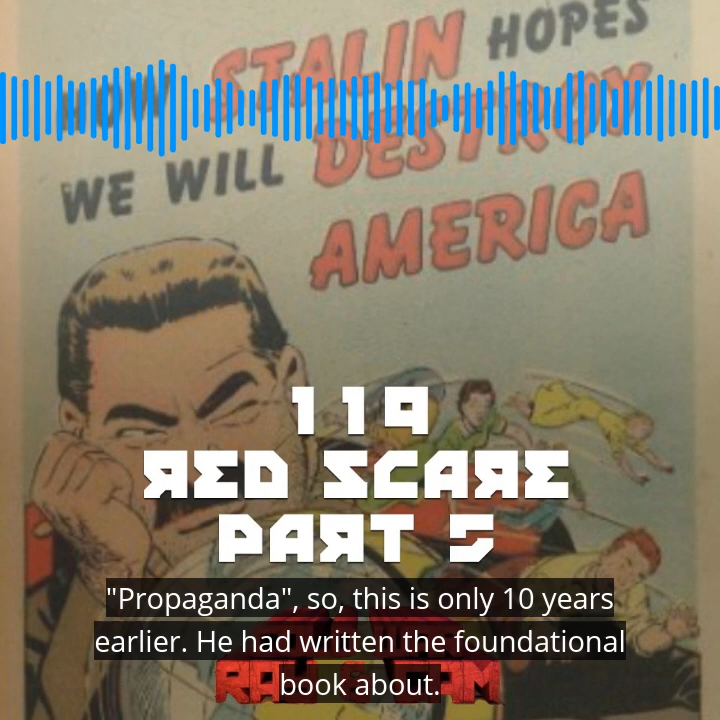 HOW STALIN HOPES
WE WILL DESTROY
AMERICA
119
RED SCARE
PART 5
"Propaganda", so, this is only 10 years
earlier. He had written the foundational
book about.